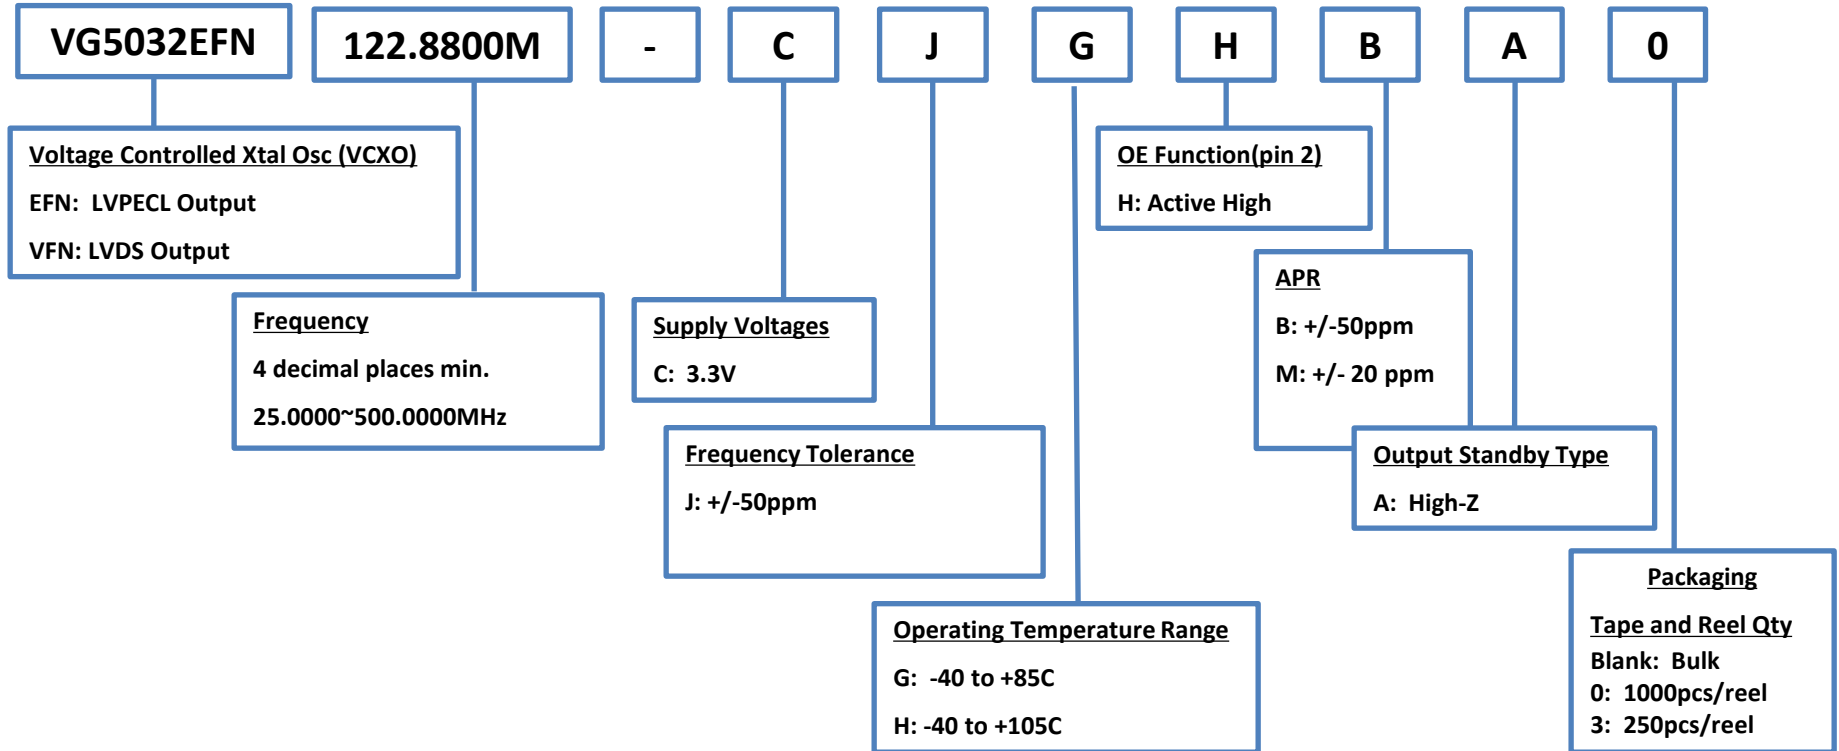 VG5032EFN 122.8800M - C J G H B A 0
Voltage Controlled Xtal Osc (VCXO)
EFN: LVPECL Output
VFN: LVDS Output
Frequency
4 decimal places min.
25.0000~500.0000MHz
Supply Voltages
C: 3.3V
Frequency Tolerance
J: +/-50ppm
Operating Temperature Range
G: -40 to +85C
H: -40 to +105C
OE Function(pin 2)
H: Active High
APR
B: +/-50ppm
M: +/- 20 ppm
Output Standby Type
A: High-Z
Packaging
Tape and Reel Qty
Blank: Bulk
0: 1000pcs/reel
3: 250pcs/reel